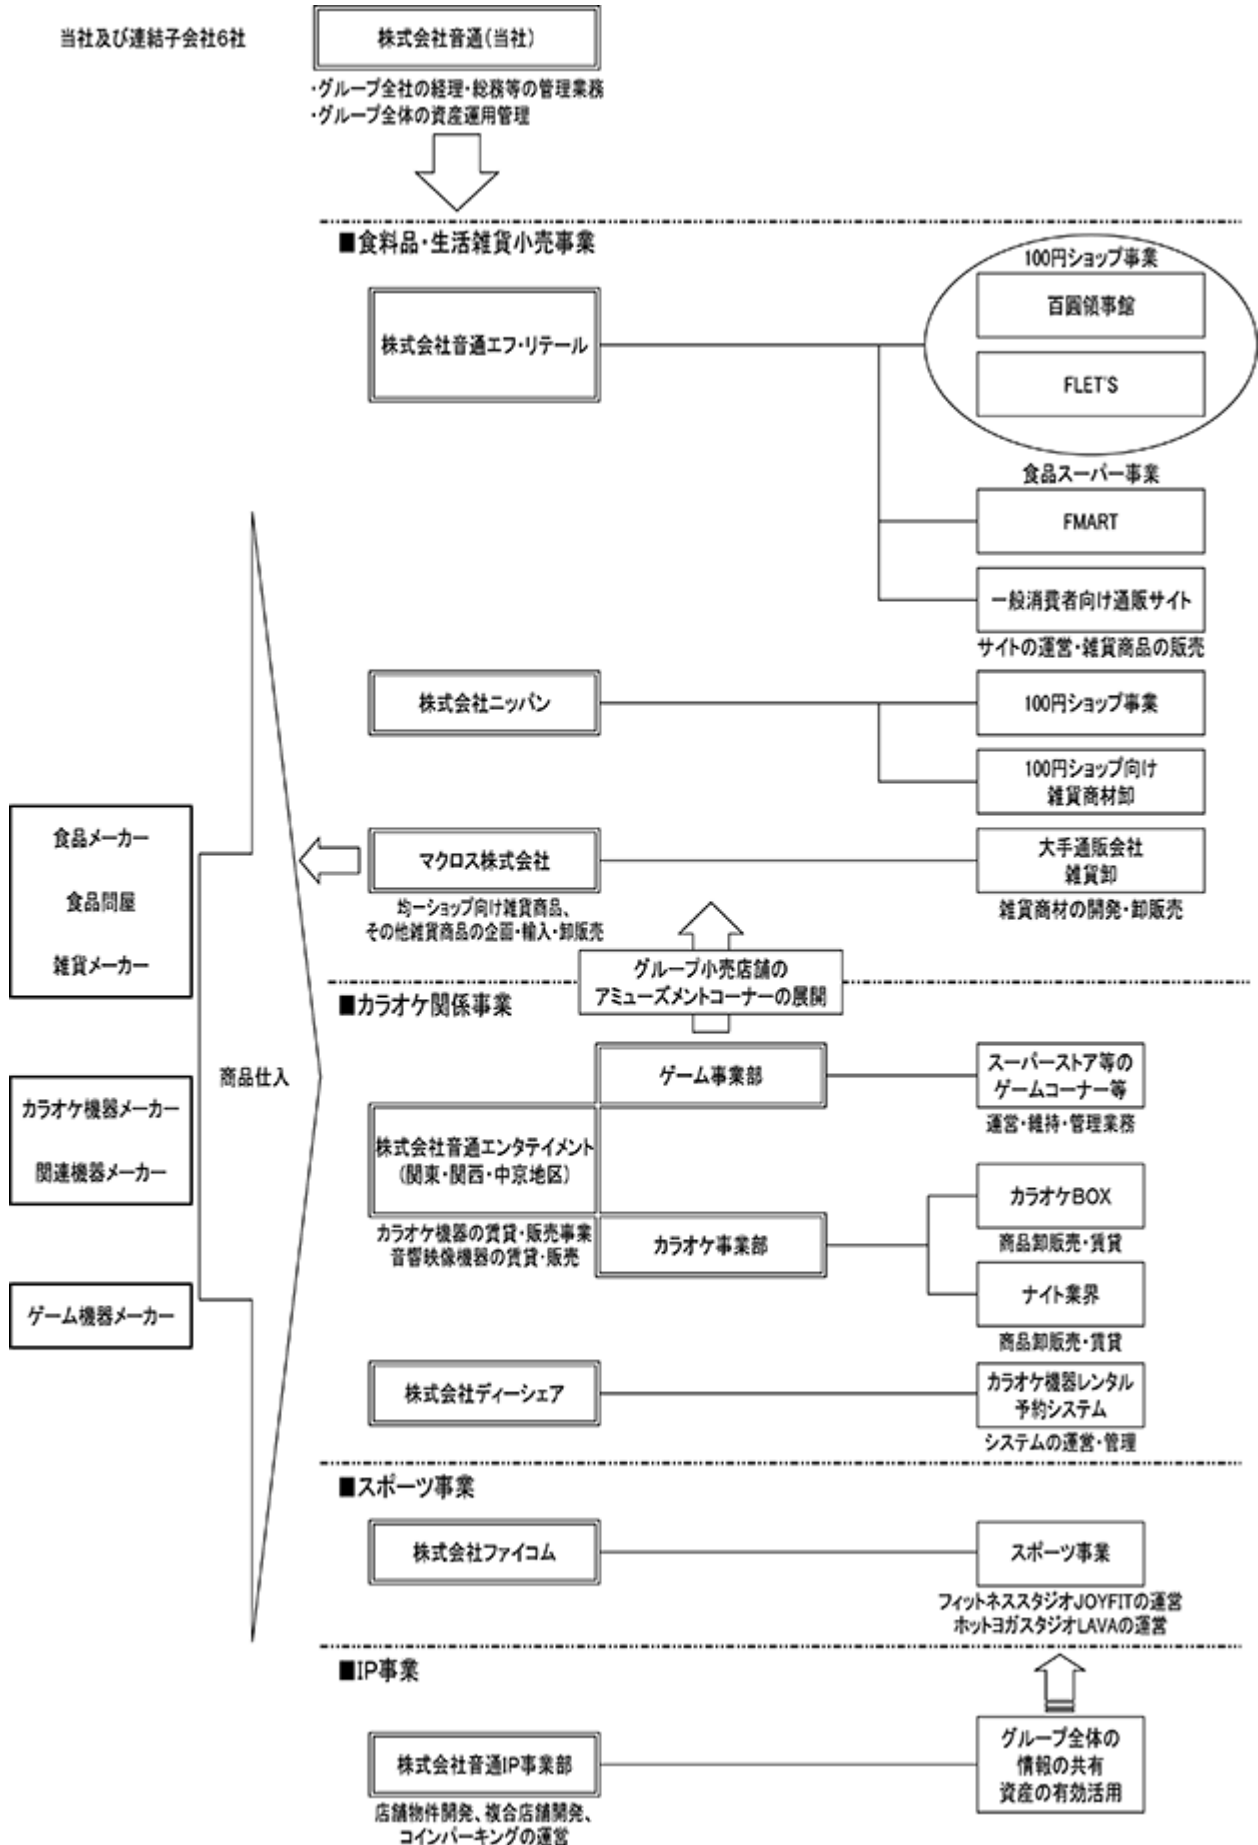 当社及び連結子会社6社
株式会社音通(当社)
・グループ全社の経理・総務等の管理業務
・グループ全体の資産運用管理
■食料品・生活雑貨小売事業
株式会社音通エフ・リテール
100円ショップ事業
百圓領事館
FLET'S
食品スーパー事業
FMART
一般消費者向け通販サイト
サイトの運営・雑貨商品の販売
株式会社ニッパン
100円ショップ事業
100円ショップ向け
雑貨商材卸
マクロス株式会社
均一ショップ向け雑貨商品、
その他雑貨商品の企画・輸入・卸販売
大手通販会社
雑貨卸
雑貨商材の開発・卸販売
食品メーカー
食品問屋
雑貨メーカー
カラオケ機器メーカー
関連機器メーカー
ゲーム機器メーカー
商品仕入
グループ小売店舗の
アミューズメントコーナーの展開
■カラオケ関係事業
ゲーム事業部
スーパーストア等の
ゲームコーナー等
運営・維持・管理業務
株式会社音通エンタテイメント
(関東・関西・中京地区)
カラオケ機器の賃貸・販売事業
音響映像機器の賃貸・販売
カラオケ事業部
カラオケBOX
商品卸販売・賃貸
ナイト業界
商品卸販売・賃貸
株式会社ディーシェア
カラオケ機器レンタル
予約システム
システムの運営・管理
■スポーツ事業
株式会社ファイコム
スポーツ事業
フィットネススタジオJOYFITの運営
ホットヨガスタジオLAVAの運営
■IP事業
株式会社音通IP事業部
店舗物件開発、複合店舗開発、
コインパーキングの運営
グループ全体の
情報の共有
資産の有効活用